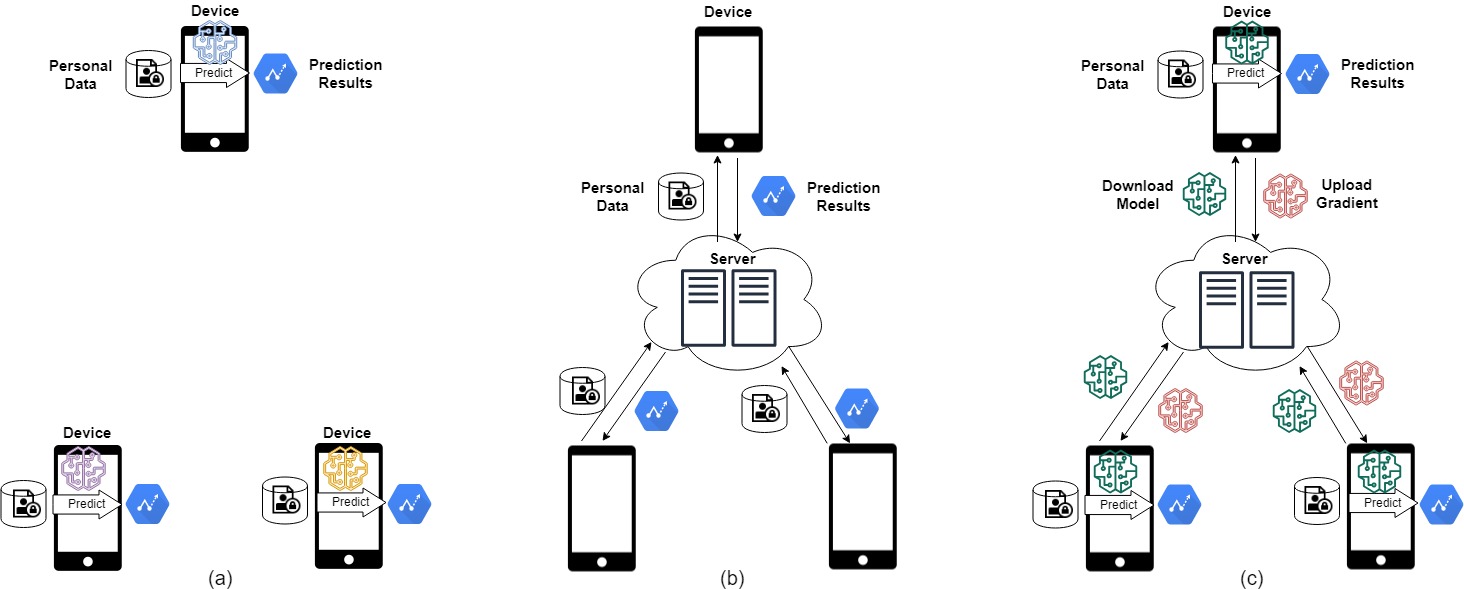 Device
Personal
Data
Predict
Prediction
Results
Device
Predict
Device
Predict
(a)
Device
Personal
Data
Prediction
Results
Server
(b)
Device
Personal
Data
Predict
Prediction
Results
Download
Model
Upload
Gradient
Server
Predict
Predict
(c)